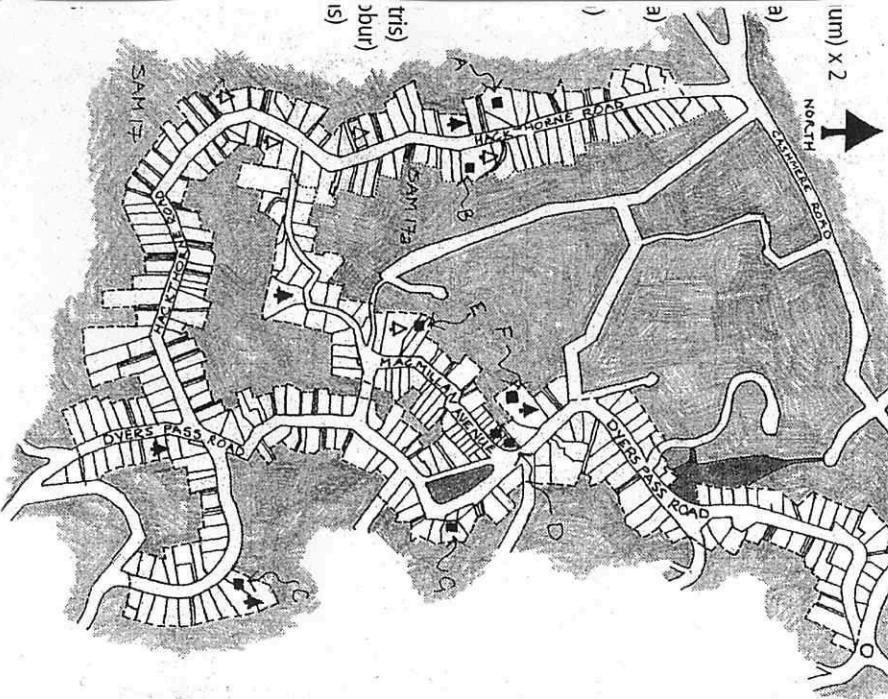 um) X 2
a)
a)
)
tris)
obur)
is)
NORTH
CASHMERE ROAD
HACKTHORNE ROAD
A
B
SAM 17a
SAM 17
HACKTHORNE ROAD
E
F
MACMILLAN AVENUE
DYERS PASS ROAD
DYERS PASS ROAD
D
G
C